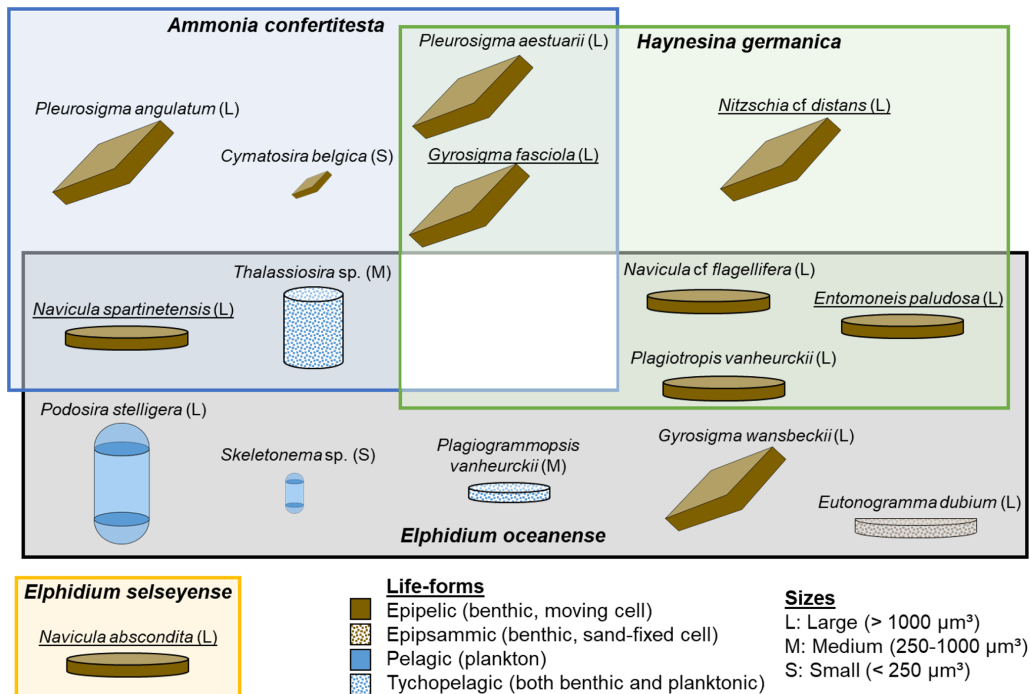 Ammonia confertitesta
Pleurosigma aestuarii (L)
Haynesina germanica
Pleurosigma angulatum (L)
Nitzschia cf distans (L)
Cymatosira belgica (S)
Gyrosigma fasciola (L)
Thalassiosira sp. (M)
Navicula cf flagellifera (L)
Navicula spartinetensis (L)
Entomoneis paludosa (L)
Plagiotropis vanheurckii (L)
Podosira stelligera (L)
Skeletonema sp. (S)
Plagiogrammopsis
vanheurckii (M)
Gyrosigma wansbeckii (L)
Eutonogramma dubium (L)
Elphidium oceanense
Elphidium selseyense
Navicula abscondita (L)
Life-forms
Epipelic (benthic, moving cell)
Epipsammic (benthic, sand-fixed cell)
Pelagic (plankton)
Tychopelagic (both benthic and planktonic)
Sizes
L: Large (> 1000 µm³)
M: Medium (250-1000 µm³)
S: Small (< 250 µm³)